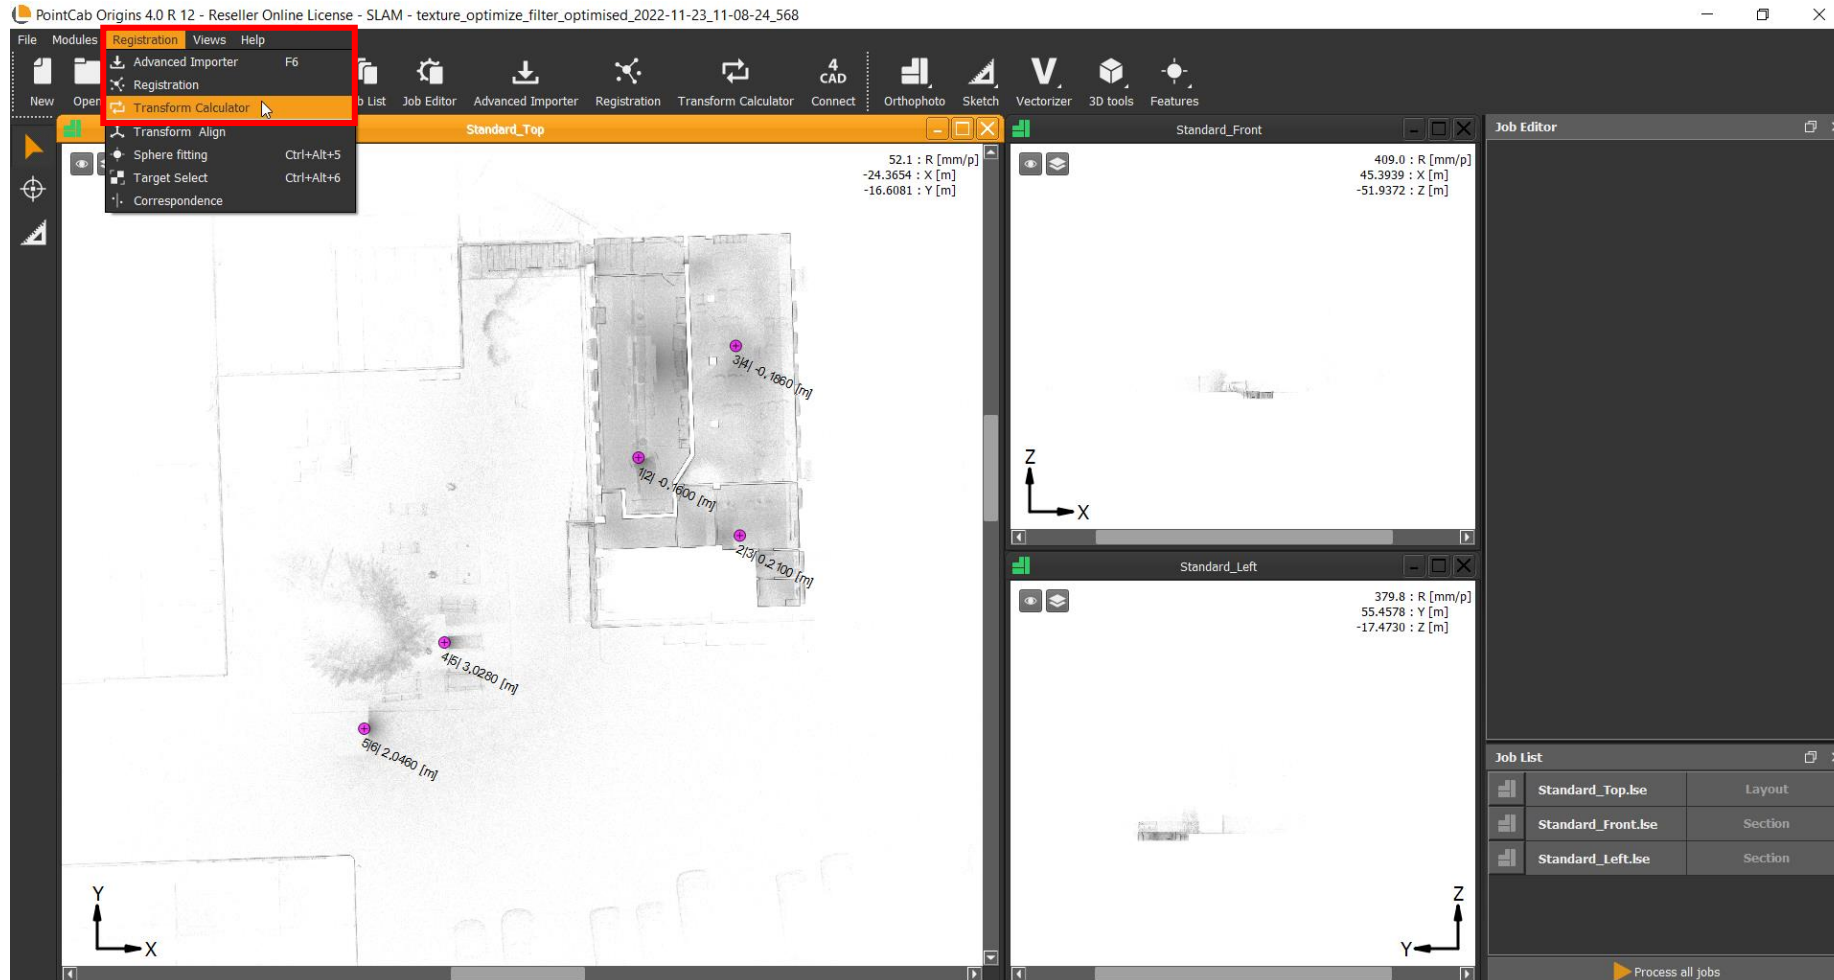 PointCab Origins 4.0 R 12 - Reseller Online License - SLAM - texture_optimize_filter_optimised_2022-11-23_11-08-24_568
File Modules Registration Views Help
Advanced Importer F6
Registration
Transform Calculator
Transform Align
Sphere fitting Ctrl+Alt+5
Target Select Ctrl+Alt+6
Correspondence
New Open b List Job Editor Advanced Importer Registration Transform Calculator 4 CAD Connect Orthophoto Sketch Vectorizer 3D tools Features
Standard_Top
52.1 : R [mm/p]
-24.3654 : X [m]
-16.6081 : Y [m]
3|4| -0.1860 [m]
1|2| -0.1600 [m]
2|3| 0.2100 [m]
4|5| 3.0280 [m]
5|6| 2.0460 [m]
Y
X
Standard_Front
409.0 : R [mm/p]
45.3939 : X [m]
-51.9372 : Z [m]
Z
X
Standard_Left
379.8 : R [mm/p]
55.4578 : Y [m]
-17.4730 : Z [m]
Z
Y
Job Editor
Job List
Standard_Top.lse Layout
Standard_Front.lse Section
Standard_Left.lse Section
Process all jobs